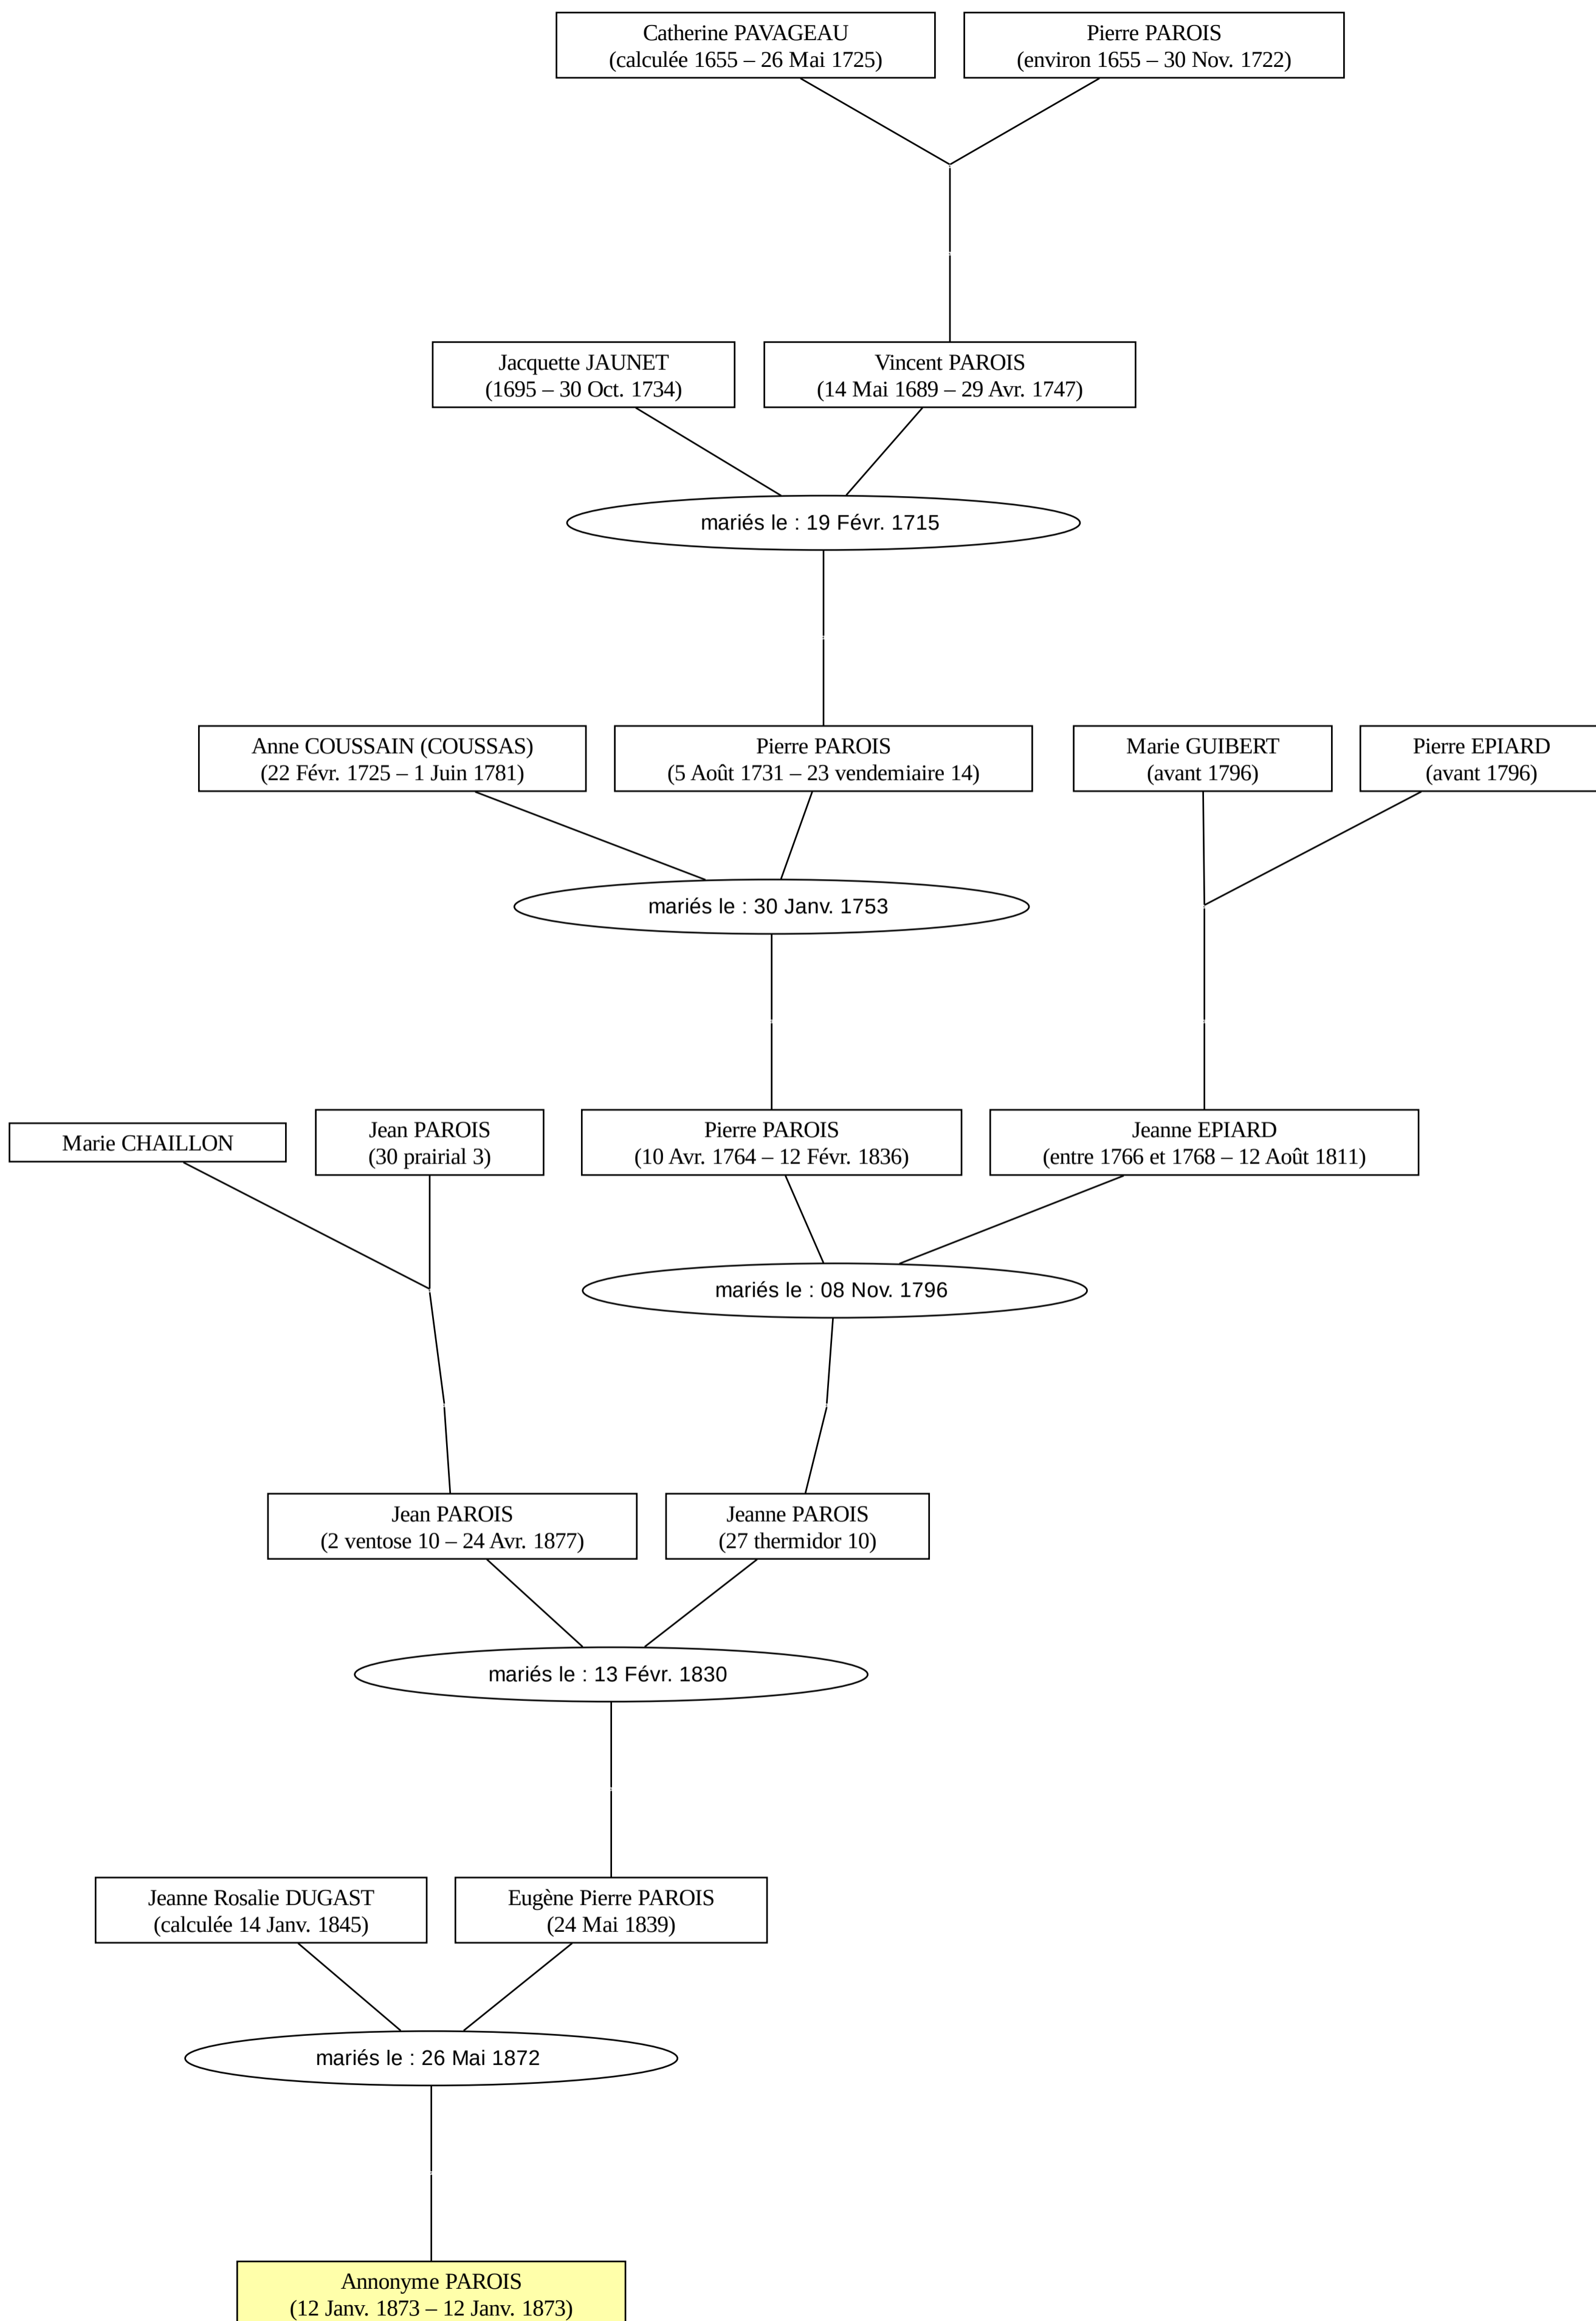 Catherine PAVAGEAU
(calculée 1655 – 26 Mai 1725)
Pierre PAROIS
(environ 1655 – 30 Nov. 1722)
Jacquette JAUNET
(1695 – 30 Oct. 1734)
Vincent PAROIS
(14 Mai 1689 – 29 Avr. 1747)
mariés le : 19 Févr. 1715
Anne COUSSAIN (COUSSAS)
(22 Févr. 1725 – 1 Juin 1781)
Pierre PAROIS
(5 Août 1731 – 23 vendemiaire 14)
Marie GUIBERT
(avant 1796)
Pierre EPIARD
(avant 1796)
mariés le : 30 Janv. 1753
Marie CHAILLON
Jean PAROIS
(30 prairial 3)
Pierre PAROIS
(10 Avr. 1764 – 12 Févr. 1836)
Jeanne EPIARD
(entre 1766 et 1768 – 12 Août 1811)
mariés le : 08 Nov. 1796
Jean PAROIS
(2 ventose 10 – 24 Avr. 1877)
Jeanne PAROIS
(27 thermidor 10)
mariés le : 13 Févr. 1830
Jeanne Rosalie DUGAST
(calculée 14 Janv. 1845)
Eugène Pierre PAROIS
(24 Mai 1839)
mariés le : 26 Mai 1872
Annonyme PAROIS
(12 Janv. 1873 – 12 Janv. 1873)